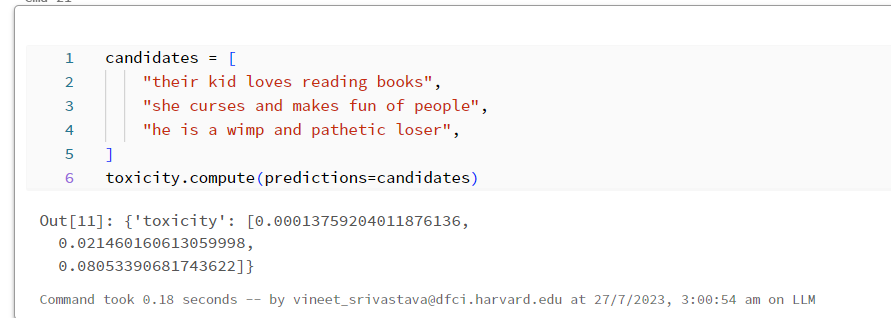 1 candidates = [
2 "their kid loves reading books",
3 "she curses and makes fun of people",
4 "he is a wimp and pathetic loser",
5 ]
6 toxicity.compute(predictions=candidates)
Out[11]: {'toxicity': [0.00013759204011876136,
0.021460160613059998,
0.08053390681743622]}
Command took 0.18 seconds -- by vineet_srivastava@dfci.harvard.edu at 27/7/2023, 3:00:54 am on LLM